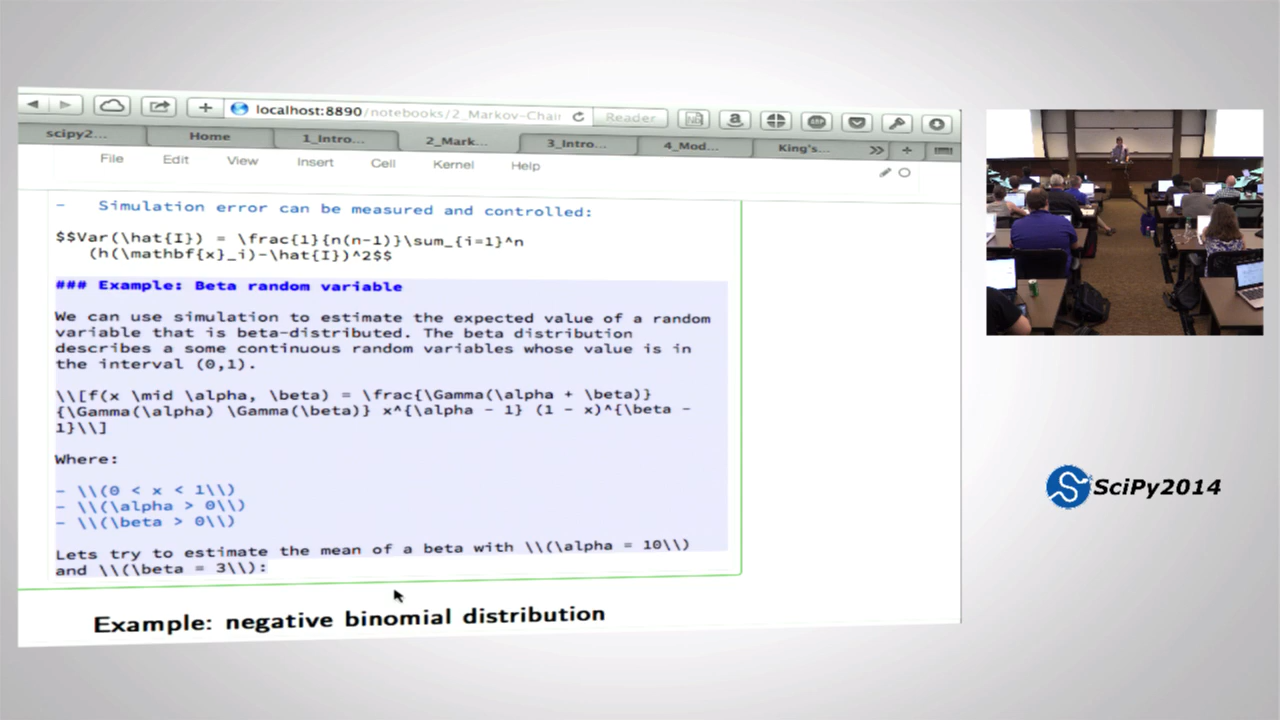 localhost:8890/notebooks/2_Markov-Chair
Reader
scipy2...
Home
1_Intro...
2_Mark...
3_Intro...
4_Mod...
King's...
>>
+
File Edit View Insert Cell Kernel Help
- Simulation error can be measured and controlled:
$$Var(\hat{I}) = \frac{1}{n(n-1)}\sum_{i=1}^n
(h(\mathbf{x}_i)-\hat{I})^2$$
### Example: Beta random variable
We can use simulation to estimate the expected value of a random
variable that is beta-distributed. The beta distribution
describes a some continuous random variables whose value is in
the interval (0,1).
\\[f(x \mid \alpha, \beta) = \frac{\Gamma(\alpha + \beta)}
{\Gamma(\alpha) \Gamma(\beta)} x^{\alpha - 1} (1 - x)^{\beta -
1}\\]
Where:
- \\(0 < x < 1\\)
- \\(\alpha > 0\\)
- \\(\beta > 0\\)
Lets try to estimate the mean of a beta with \\(\alpha = 10\\)
and \\(\beta = 3\\):
Example: negative binomial distribution
SciPy2014